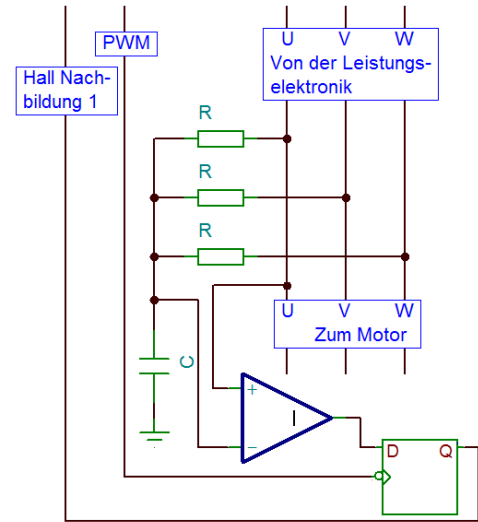 PWM
U V W
Von der Leistungs-
elektronik
Hall Nach-
bildung 1
R
R
R
U V W
Zum Motor
C
+
I
−
D Q